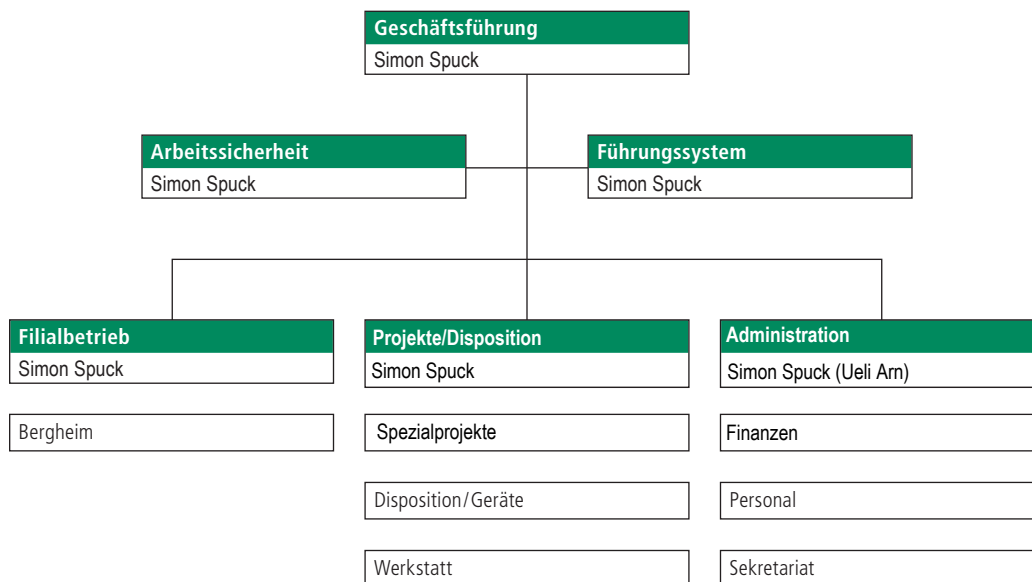 Geschäftsführung
Simon Spuck
Arbeitssicherheit
Simon Spuck
Führungssystem
Simon Spuck
Filialbetrieb
Simon Spuck
Bergheim
Projekte/Disposition
Simon Spuck
Spezialprojekte
Disposition/Geräte
Werkstatt
Administration
Simon Spuck (Ueli Arn)
Finanzen
Personal
Sekretariat